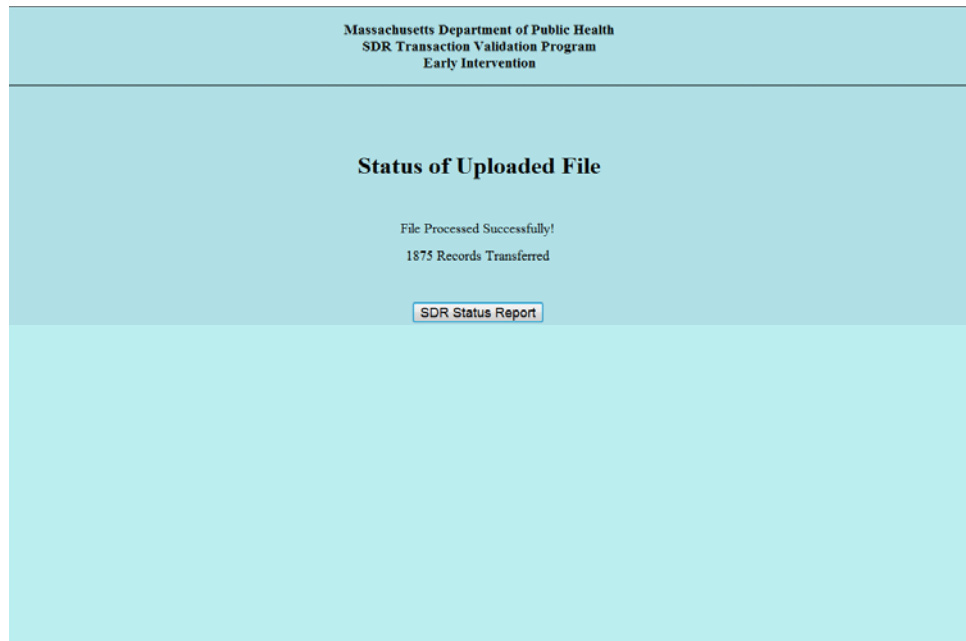 Massachusetts Department of Public Health
SDR Transaction Validation Program
Early Intervention
Status of Uploaded File
File Processed Successfully!
1875 Records Transferred
SDR Status Report